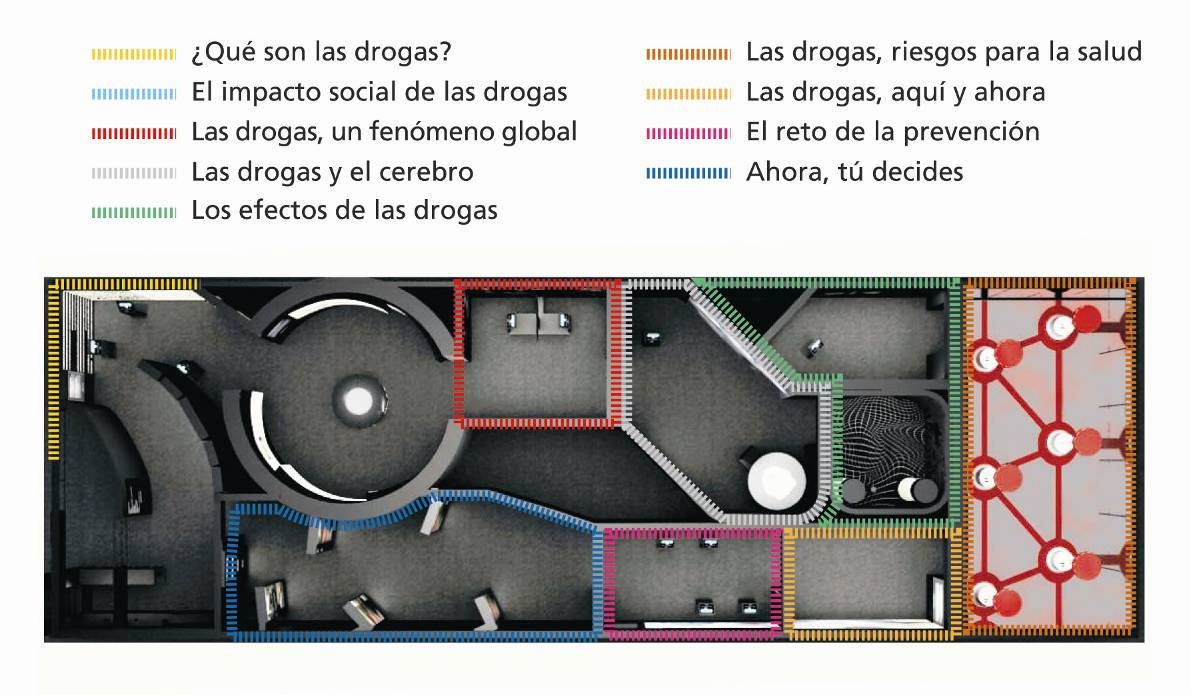 ¿Qué son las drogas?
El impacto social de las drogas
Las drogas, un fenómeno global
Las drogas y el cerebro
Los efectos de las drogas
Las drogas, riesgos para la salud
Las drogas, aquí y ahora
El reto de la prevención
Ahora, tú decides